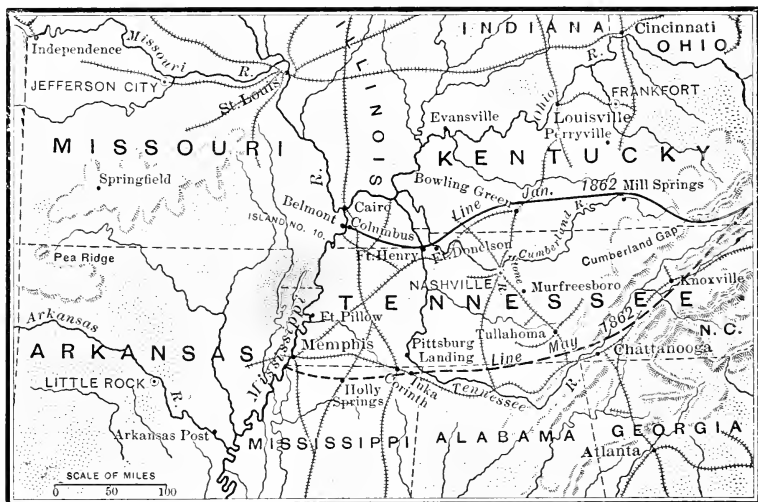 INDIANA
Cincinnati
OHIO
Missouri R.
Independence
JEFFERSON CITY
St. Louis
ILLINOIS
Ohio R.
FRANKFORT
Evansville
Louisville
Perryville
MISSOURI
KENTUCKY
Springfield
R.
Bowling Green
Line Jan. 1862
Mill Springs
Belmont
Cairo
Columbus
ISLAND NO. 10.
Cumberland R.
Pea Ridge
Ft. Henry
Ft. Donelson
Cumberland Gap
NASHVILLE
Stone R.
Murfreesboro
Knoxville
TENNESSEE
Arkansas R.
Mississippi
Ft. Pillow
Tullahoma
N.C.
ARKANSAS
Memphis
Pittsburg
Landing
Line May 1862
Chattanooga
LITTLE ROCK
Holly
Springs
Iuka
Corinth
Tennessee R.
Arkansas Post
MISSISSIPPI
ALABAMA
GEORGIA
Atlanta
SCALE OF MILES
0 50 100